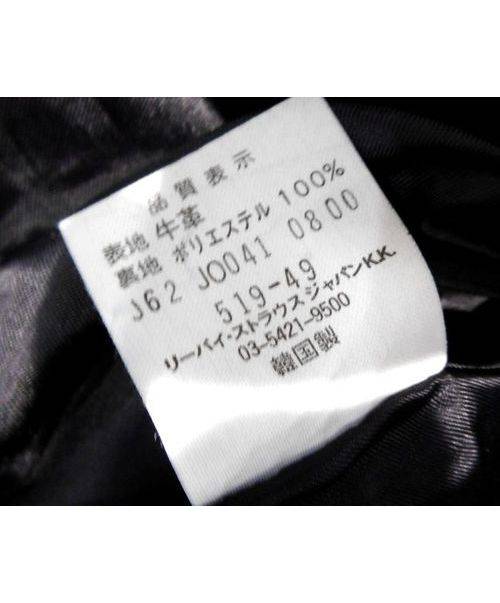 品質表示
表地 牛革
裏地 ポリエステル 100%
J62 JO041 0800
519-49
リーバイ・ストラウス ジャパンK.K.
03-5421-9500
韓国製